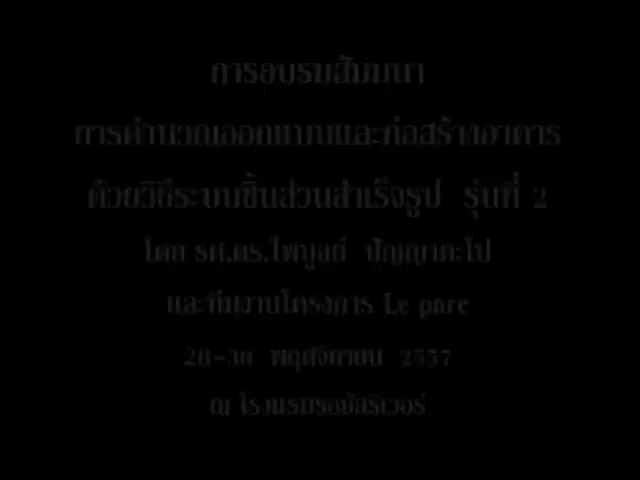 การอบรมสัมมนา
การคำนวณออกแบบและก่อสร้างอาคาร
ด้วยวิธีระบบชิ้นส่วนสำเร็จรูป รุ่นที่ 2
โดย รศ.ดร.ไพบูลย์ ปัญญาคะโป
และทีมงานโครงการ Le parc
28-30 พฤศจิกายน 2557
ณ โรงแรมรอยัลริเวอร์